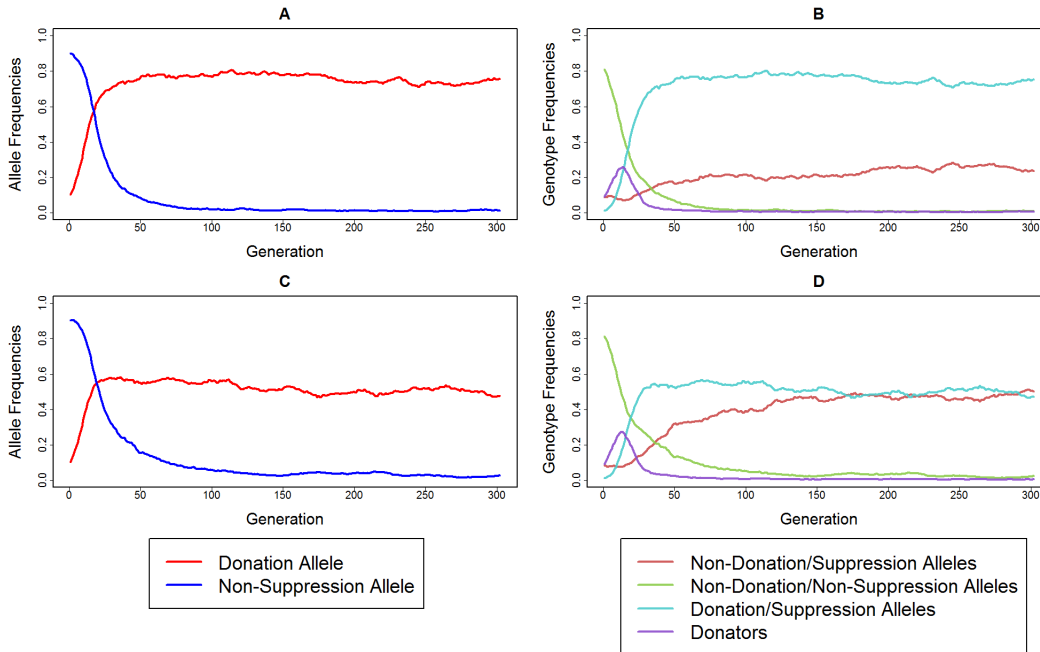 A
Allele Frequencies
1.0
0.8
0.6
0.4
0.2
0.0
0 50 100 150 200 250 300
Generation
B
Genotype Frequencies
1.0
0.8
0.6
0.4
0.2
0.0
0 50 100 150 200 250 300
Generation
C
Allele Frequencies
1.0
0.8
0.6
0.4
0.2
0.0
0 50 100 150 200 250 300
Generation
D
Genotype Frequencies
1.0
0.8
0.6
0.4
0.2
0.0
0 50 100 150 200 250 300
Generation
Donation Allele
Non-Suppression Allele
Non-Donation/Suppression Alleles
Non-Donation/Non-Suppression Alleles
Donation/Suppression Alleles
Donators